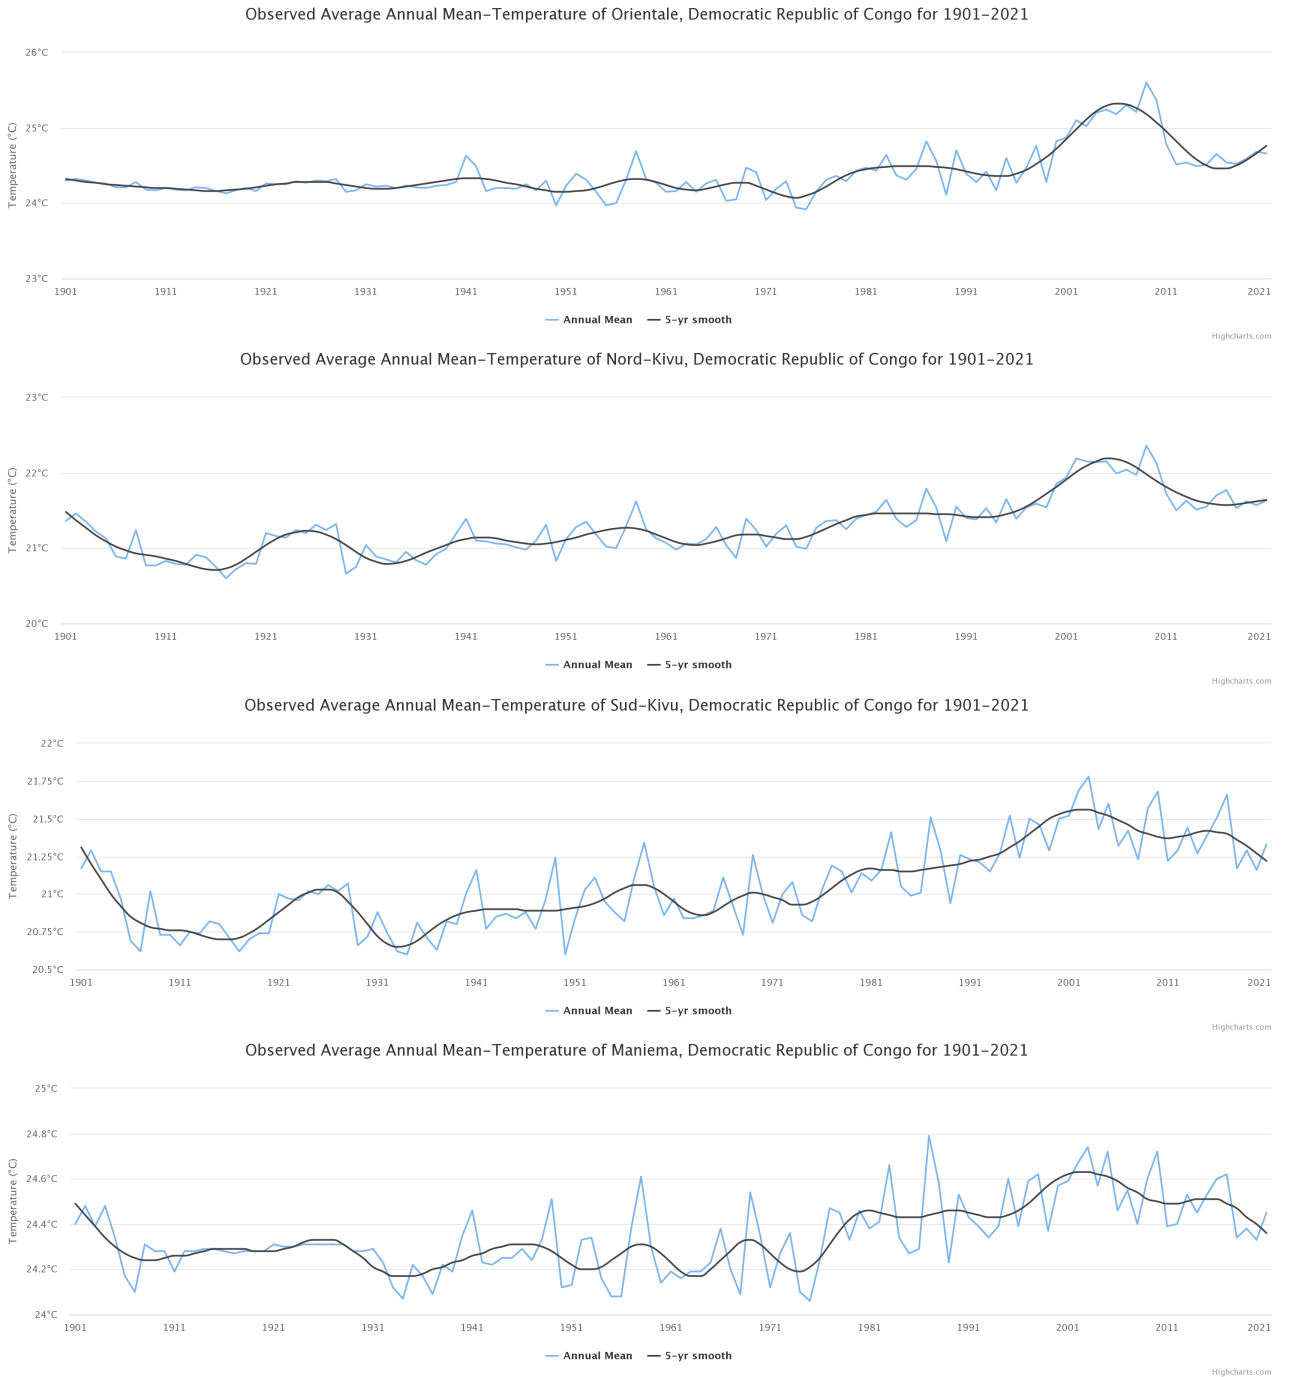 Observed Average Annual Mean-Temperature of Orientale, Democratic Republic of Congo for 1901-2021
Temperature (°C)
26°C
25°C
24°C
23°C
1901 1911 1921 1931 1941 1951 1961 1971 1981 1991 2001 2011 2021
Annual Mean 5-yr smooth
Highcharts.com
Observed Average Annual Mean-Temperature of Nord-Kivu, Democratic Republic of Congo for 1901-2021
Temperature (°C)
23°C
22°C
21°C
20°C
1901 1911 1921 1931 1941 1951 1961 1971 1981 1991 2001 2011 2021
Annual Mean 5-yr smooth
Highcharts.com
Observed Average Annual Mean-Temperature of Sud-Kivu, Democratic Republic of Congo for 1901-2021
Temperature (°C)
22°C
21.75°C
21.5°C
21.25°C
21°C
20.75°C
20.5°C
1901 1911 1921 1931 1941 1951 1961 1971 1981 1991 2001 2011 2021
Annual Mean 5-yr smooth
Highcharts.com
Observed Average Annual Mean-Temperature of Maniema, Democratic Republic of Congo for 1901-2021
Temperature (°C)
25°C
24.8°C
24.6°C
24.4°C
24.2°C
24°C
1901 1911 1921 1931 1941 1951 1961 1971 1981 1991 2001 2011 2021
Annual Mean 5-yr smooth
Highcharts.com